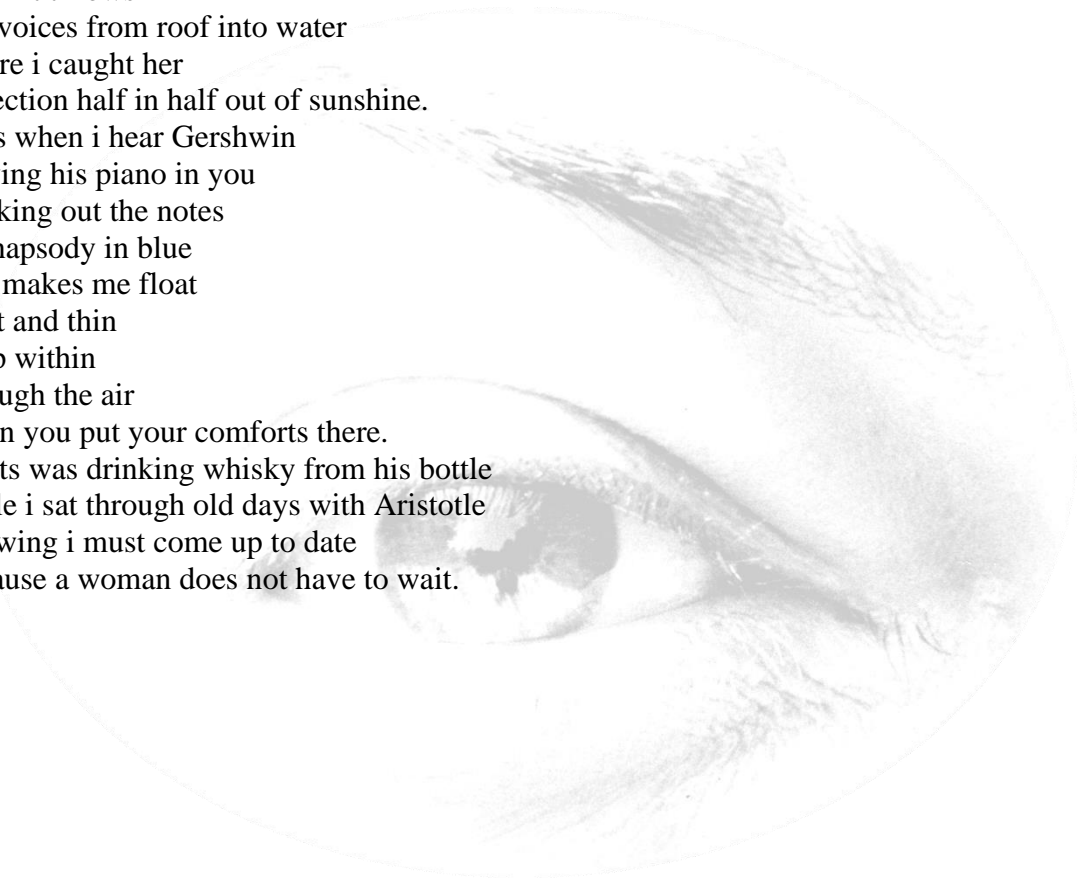 voices from roof into water
re i caught her
ection half in half out of sunshine.
s when i hear Gershwin
ing his piano in you
king out the notes
hapsody in blue
makes me float
t and thin
p within
ugh the air
n you put your comforts there.
ts was drinking whisky from his bottle
le i sat through old days with Aristotle
wing i must come up to date
ause a woman does not have to wait.